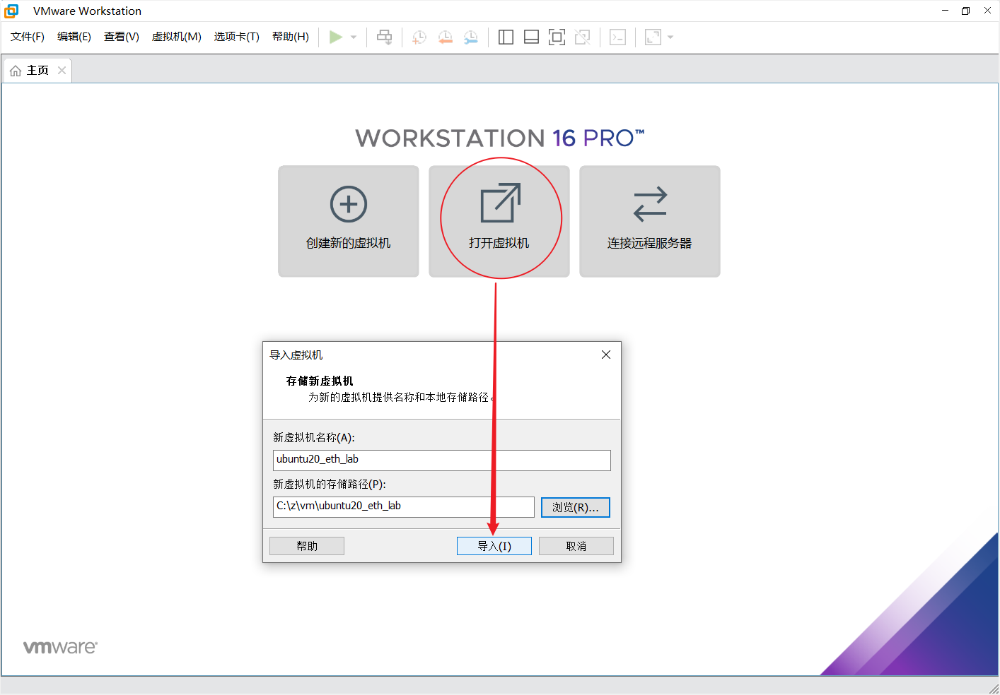 VMware Workstation
文件(F) 编辑(E) 查看(V) 虚拟机(M) 选项卡(T) 帮助(H)
主页
WORKSTATION 16 PRO™
创建新的虚拟机 打开虚拟机 连接远程服务器
导入虚拟机
存储新虚拟机
为新的虚拟机提供名称和本地存储路径。
新虚拟机名称(A):
ubuntu20_eth_lab
新虚拟机的存储路径(P):
C:\z\vm\ubuntu20_eth_lab 浏览(R)...
帮助 导入(I) 取消
vmware®